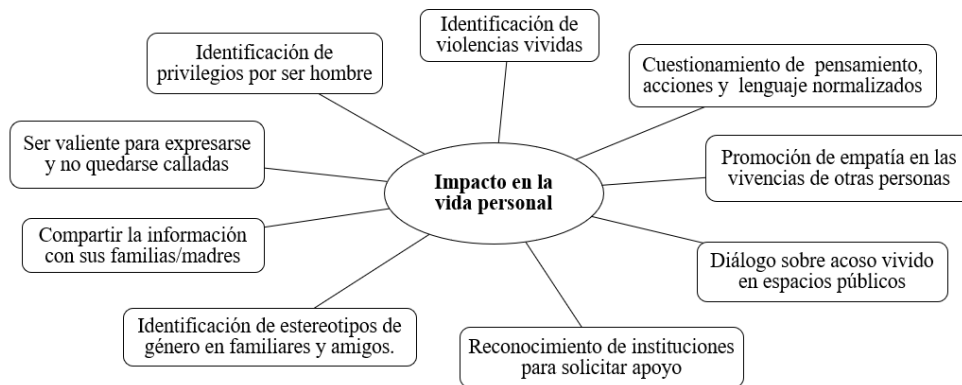 Identificación de
violencias vividas
Identificación de
privilegios por ser hombre
Cuestionamiento de pensamiento,
acciones y lenguaje normalizados
Ser valiente para expresarse
y no quedarse calladas
Impacto en la
vida personal
Promoción de empatía en las
vivencias de otras personas
Compartir la información
con sus familias/madres
Diálogo sobre acoso vivido
en espacios públicos
Identificación de estereotipos de
género en familiares y amigos.
Reconocimiento de instituciones
para solicitar apoyo